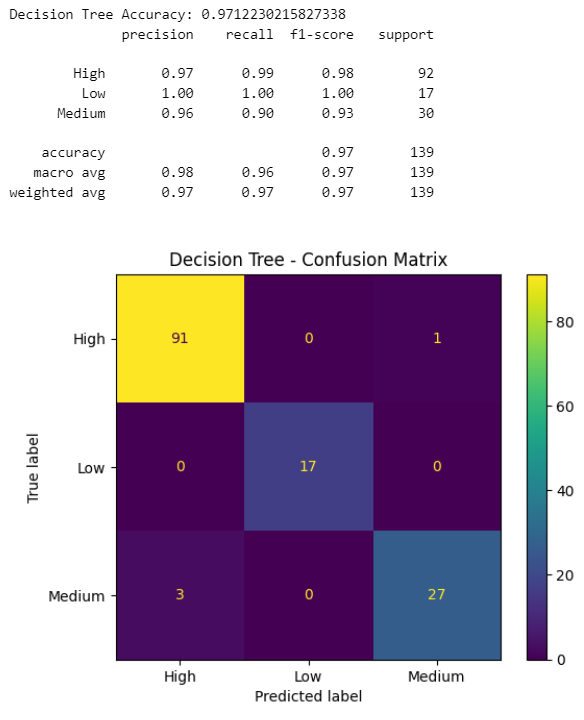 Decision Tree Accuracy: 0.9712230215827338
precision recall f1-score support
High 0.97 0.99 0.98 92
Low 1.00 1.00 1.00 17
Medium 0.96 0.90 0.93 30
accuracy 0.97 139
macro avg 0.98 0.96 0.97 139
weighted avg 0.97 0.97 0.97 139
Decision Tree - Confusion Matrix
High 91 0 1
Low 0 17 0
Medium 3 0 27
True label
High Low Medium
Predicted label
80
60
40
20
0